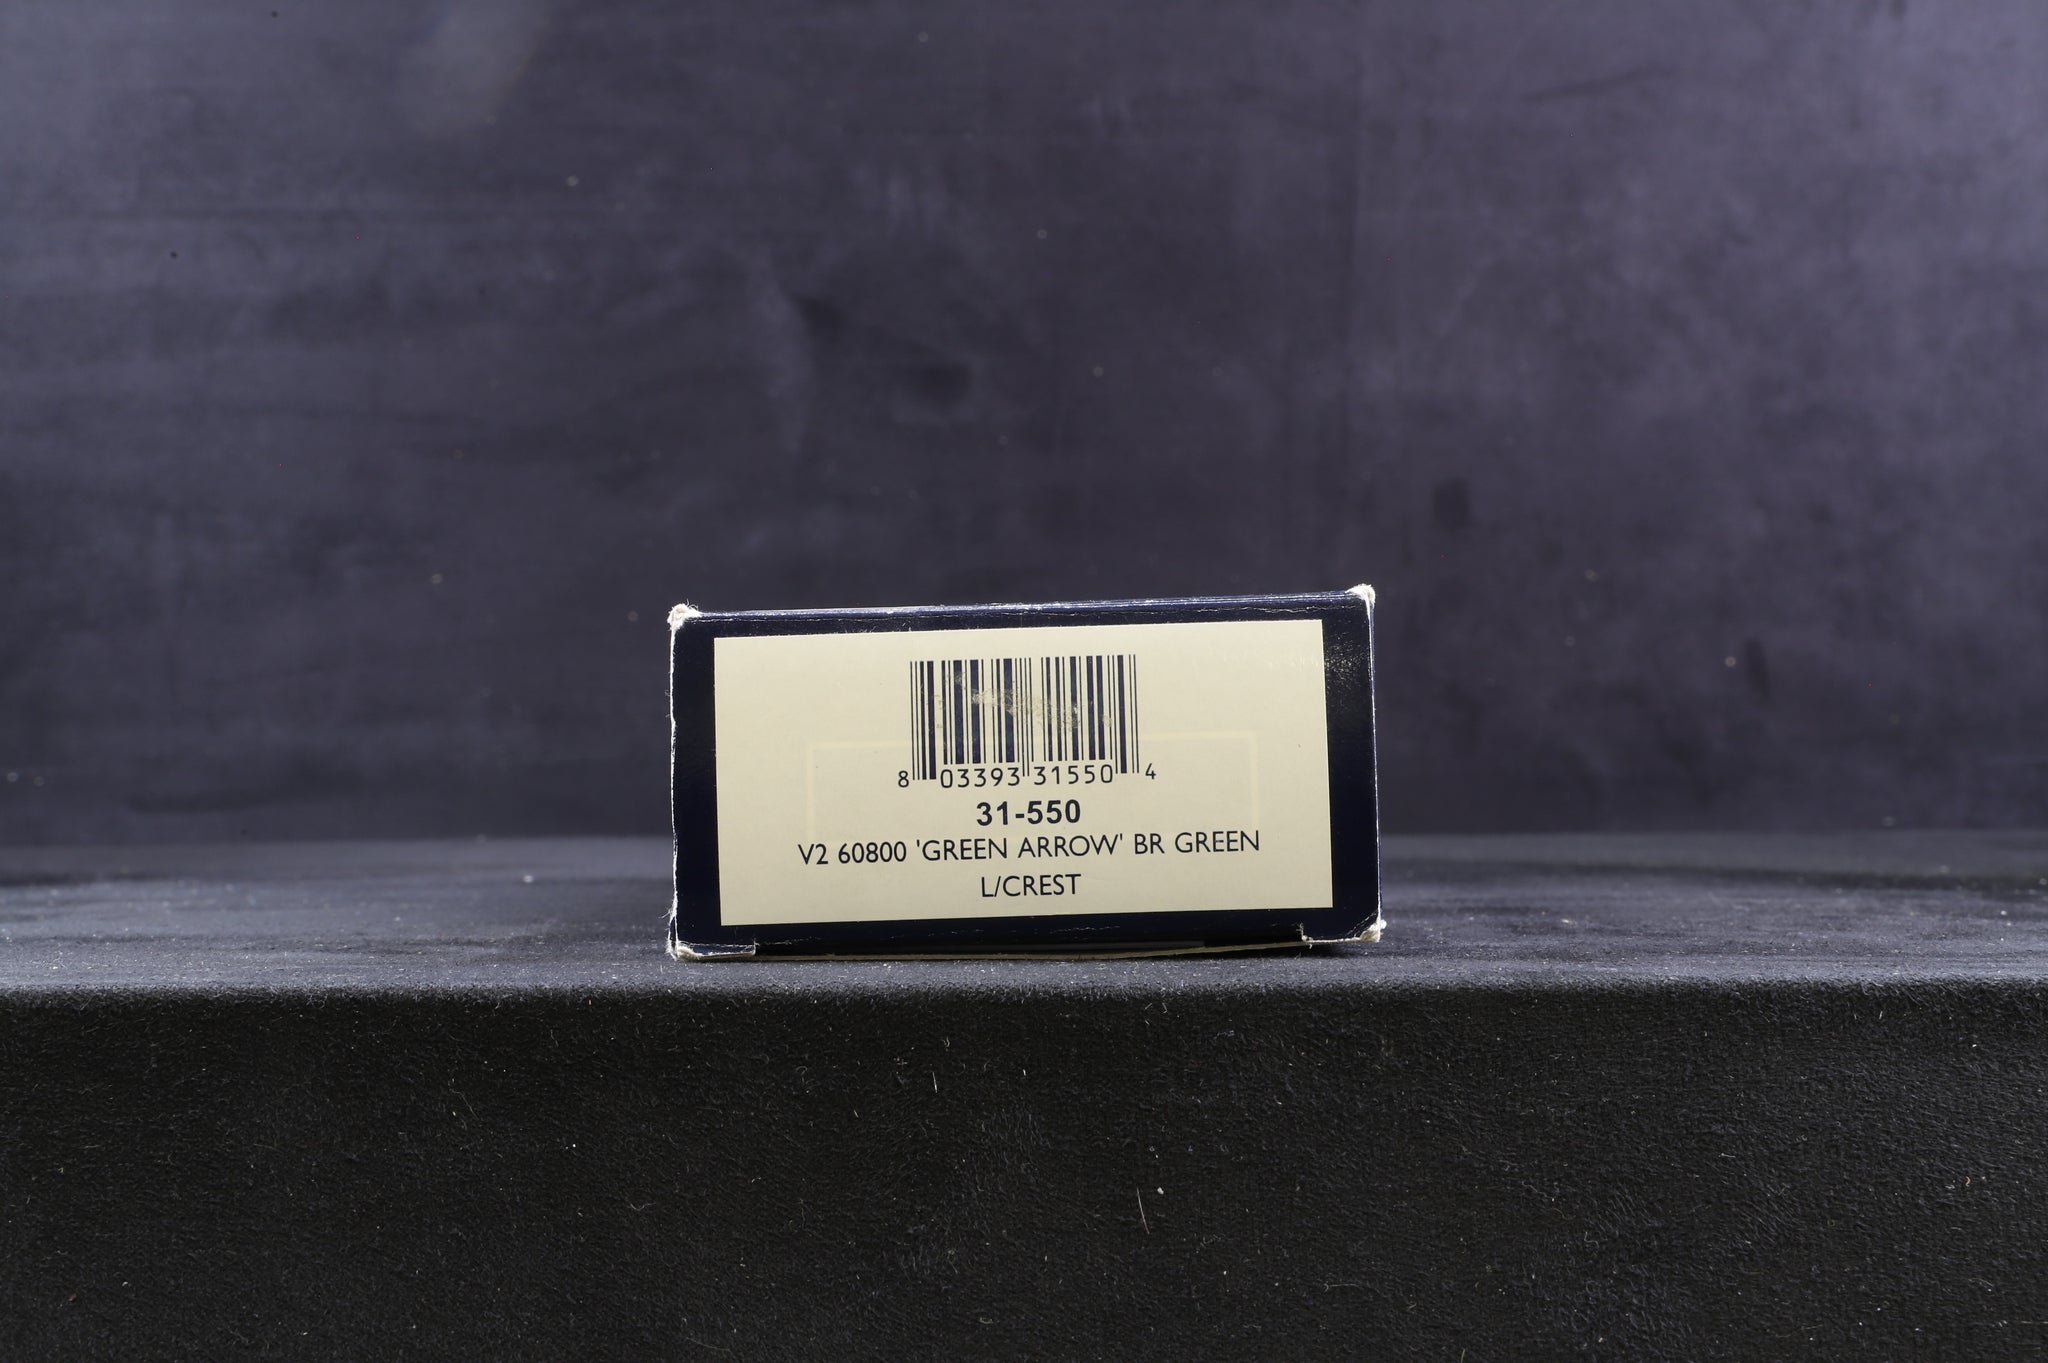 8 03393 31550 4
31-550
V2 60800 'GREEN ARROW' BR GREEN
L/CREST